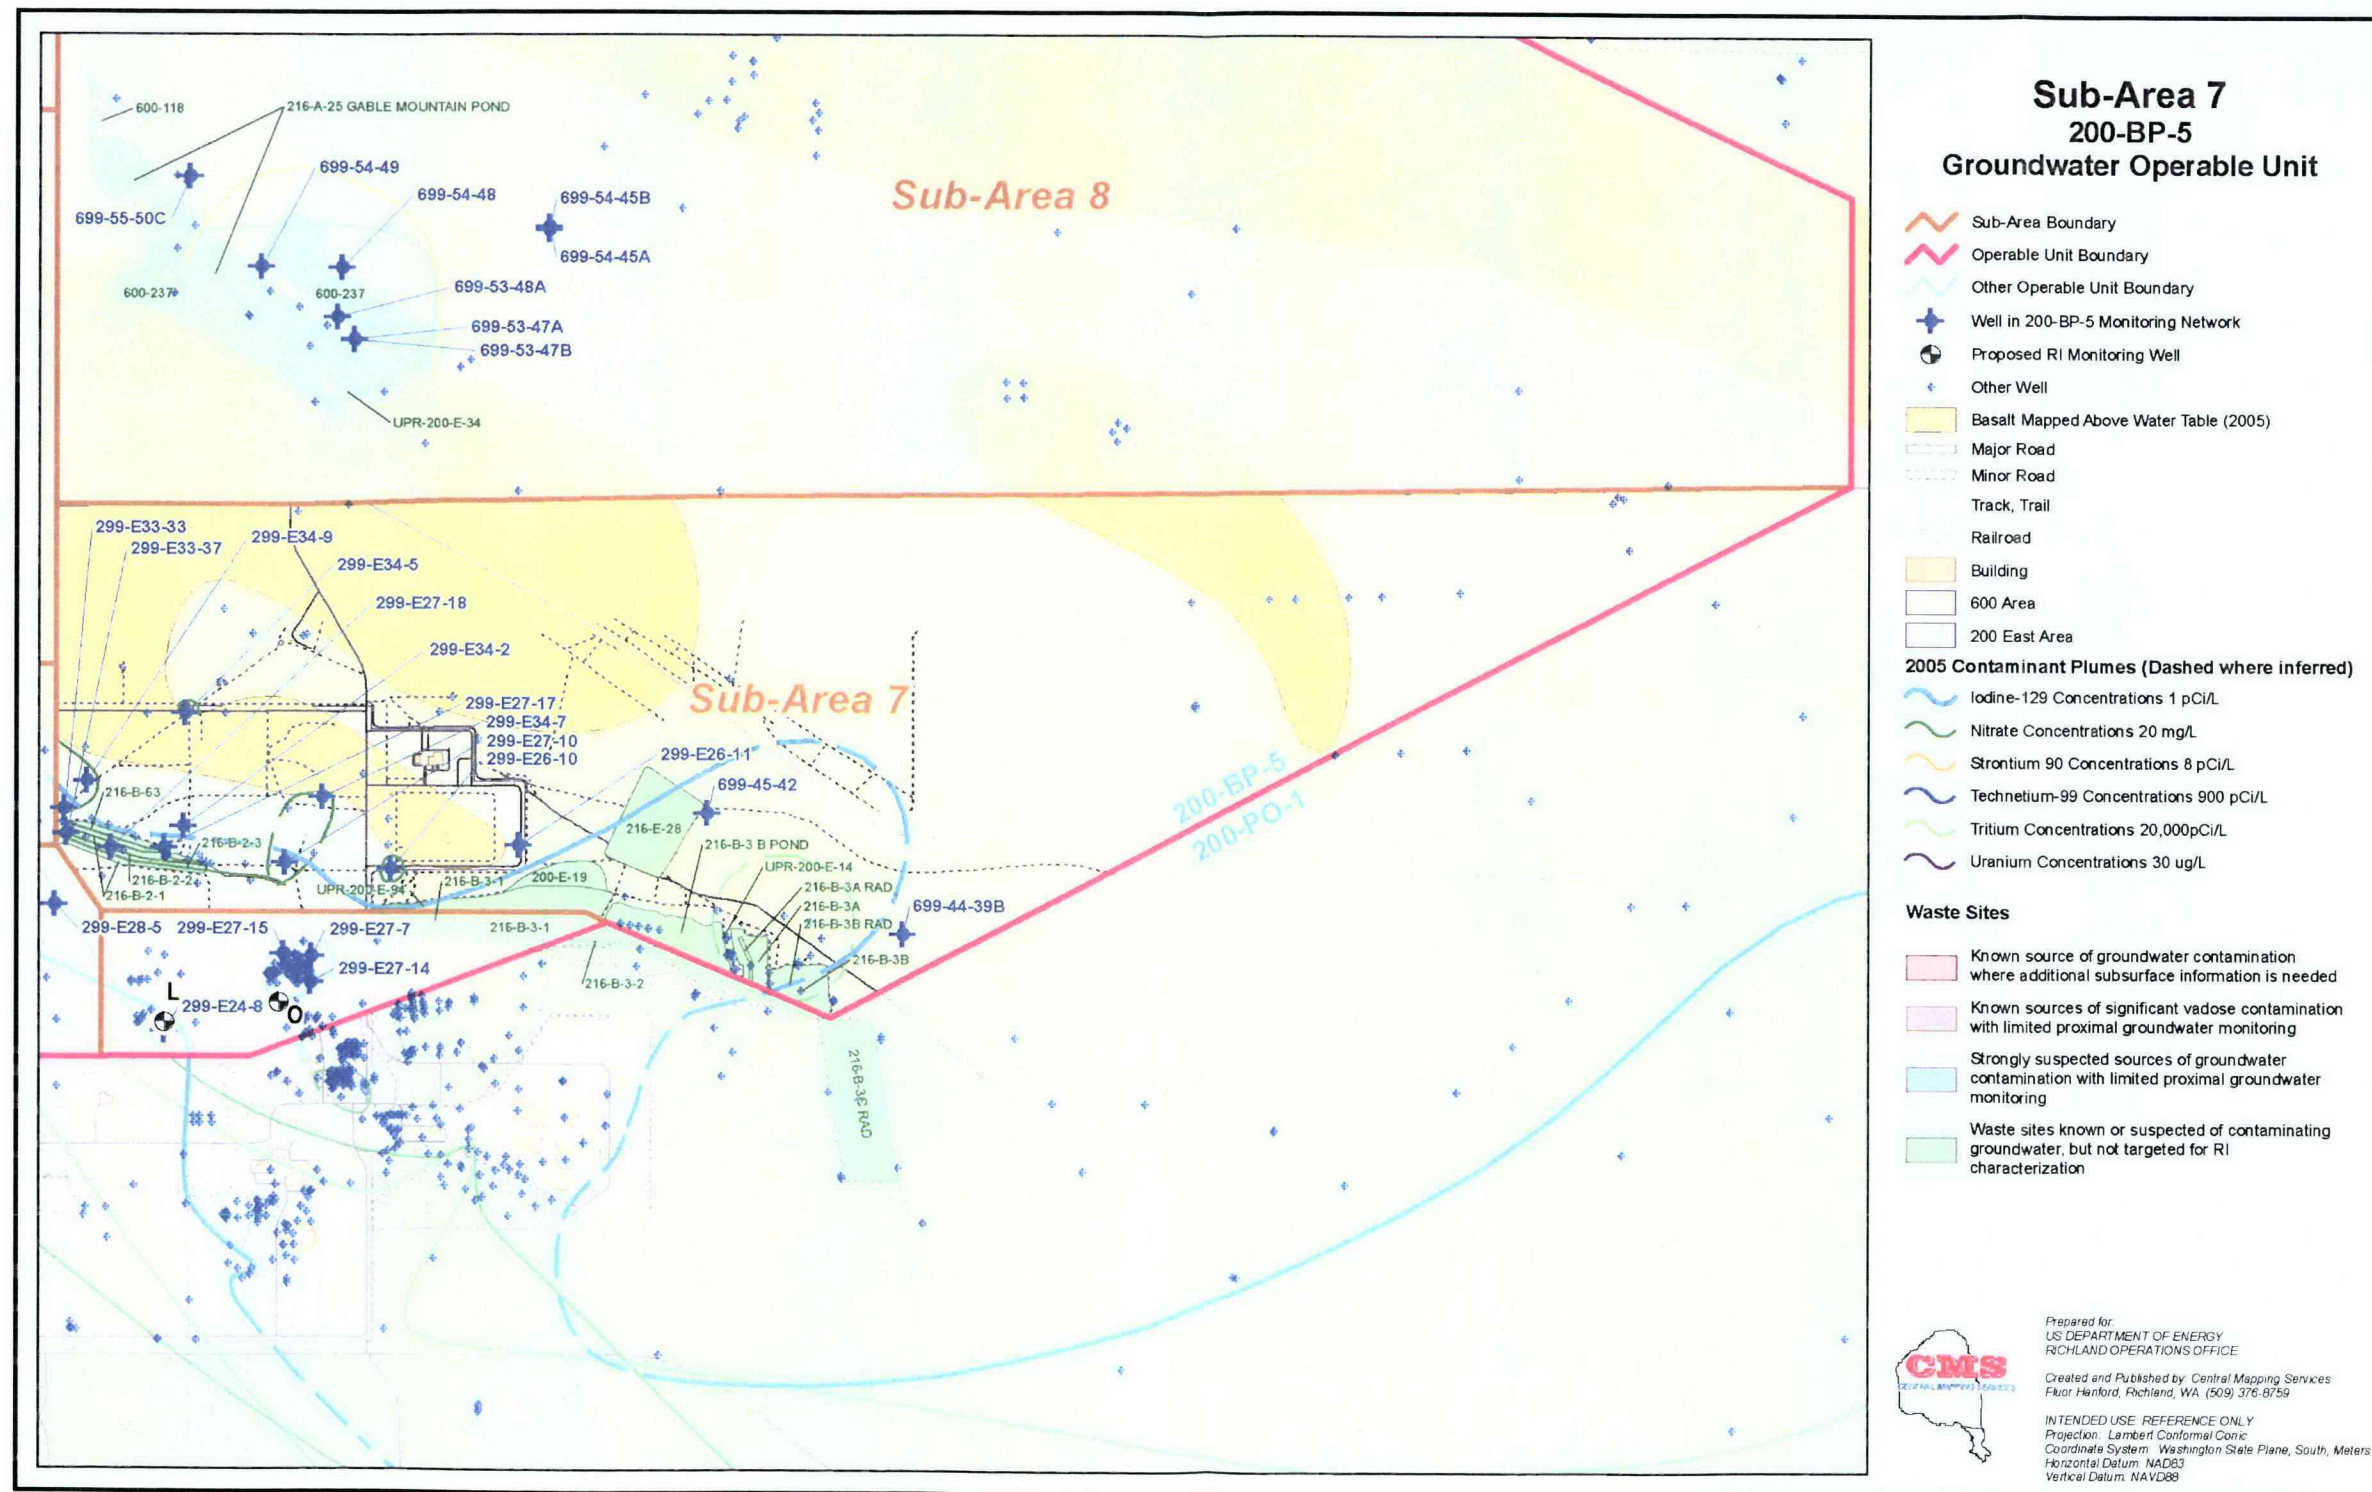 Sub-Area 7
200-BP-5
Groundwater Operable Unit
Sub-Area Boundary
Operable Unit Boundary
Other Operable Unit Boundary
Well in 200-BP-5 Monitoring Network
Proposed RI Monitoring Well
Other Well
Basalt Mapped Above Water Table (2005)
Major Road
Minor Road
Track, Trail
Railroad
Building
600 Area
200 East Area
2005 Contaminant Plumes (Dashed where inferred)
Iodine-129 Concentrations 1 pCi/L
Nitrate Concentrations 20 mg/L
Strontium 90 Concentrations 8 pCi/L
Technetium-99 Concentrations 900 pCi/L
Tritium Concentrations 20,000pCi/L
Uranium Concentrations 30 ug/L
Waste Sites
Known source of groundwater contamination
where additional subsurface information is needed
Known sources of significant vadose contamination
with limited proximal groundwater monitoring
Strongly suspected sources of groundwater
contamination with limited proximal groundwater
monitoring
Waste sites known or suspected of contaminating
groundwater, but not targeted for RI
characterization
CMS
CENTRAL MAPPING SERVICES
Prepared for:
US DEPARTMENT OF ENERGY
RICHLAND OPERATIONS OFFICE
Created and Published by: Central Mapping Services
Fluor Hanford, Richland, WA (509) 376-8759
INTENDED USE: REFERENCE ONLY
Projection: Lambert Conformal Conic
Coordinate System: Washington State Plane, South, Meters
Horizontal Datum: NAD83
Vertical Datum: NAVD88
600-118
216-A-25 GABLE MOUNTAIN POND
699-54-49
699-54-48
699-54-45B
Sub-Area 8
699-55-50C
699-54-45A
600-237
600-237
699-53-48A
699-53-47A
699-53-47B
UPR-200-E-34
299-E33-33
299-E33-37
299-E34-9
299-E34-5
299-E27-18
299-E34-2
Sub-Area 7
299-E27-17
299-E34-7
299-E27-10
299-E26-10
299-E26-11
699-45-42
200-BP-5
200-PO-1
216-B-63
216-E-28
216-B-2-3
216-B-3 B POND
UPR-200-E-14
216-B-2-2
216-B-2-1
UPR-200-E-94
216-B-3-1
200-E-19
216-B-3A RAD
216-B-3A
216-B-3B RAD
699-44-39B
299-E28-5
299-E27-15
299-E27-7
216-B-3-1
216-B-3B
299-E27-14
216-B-3-2
L
299-E24-8
O
216-B-3C RAD